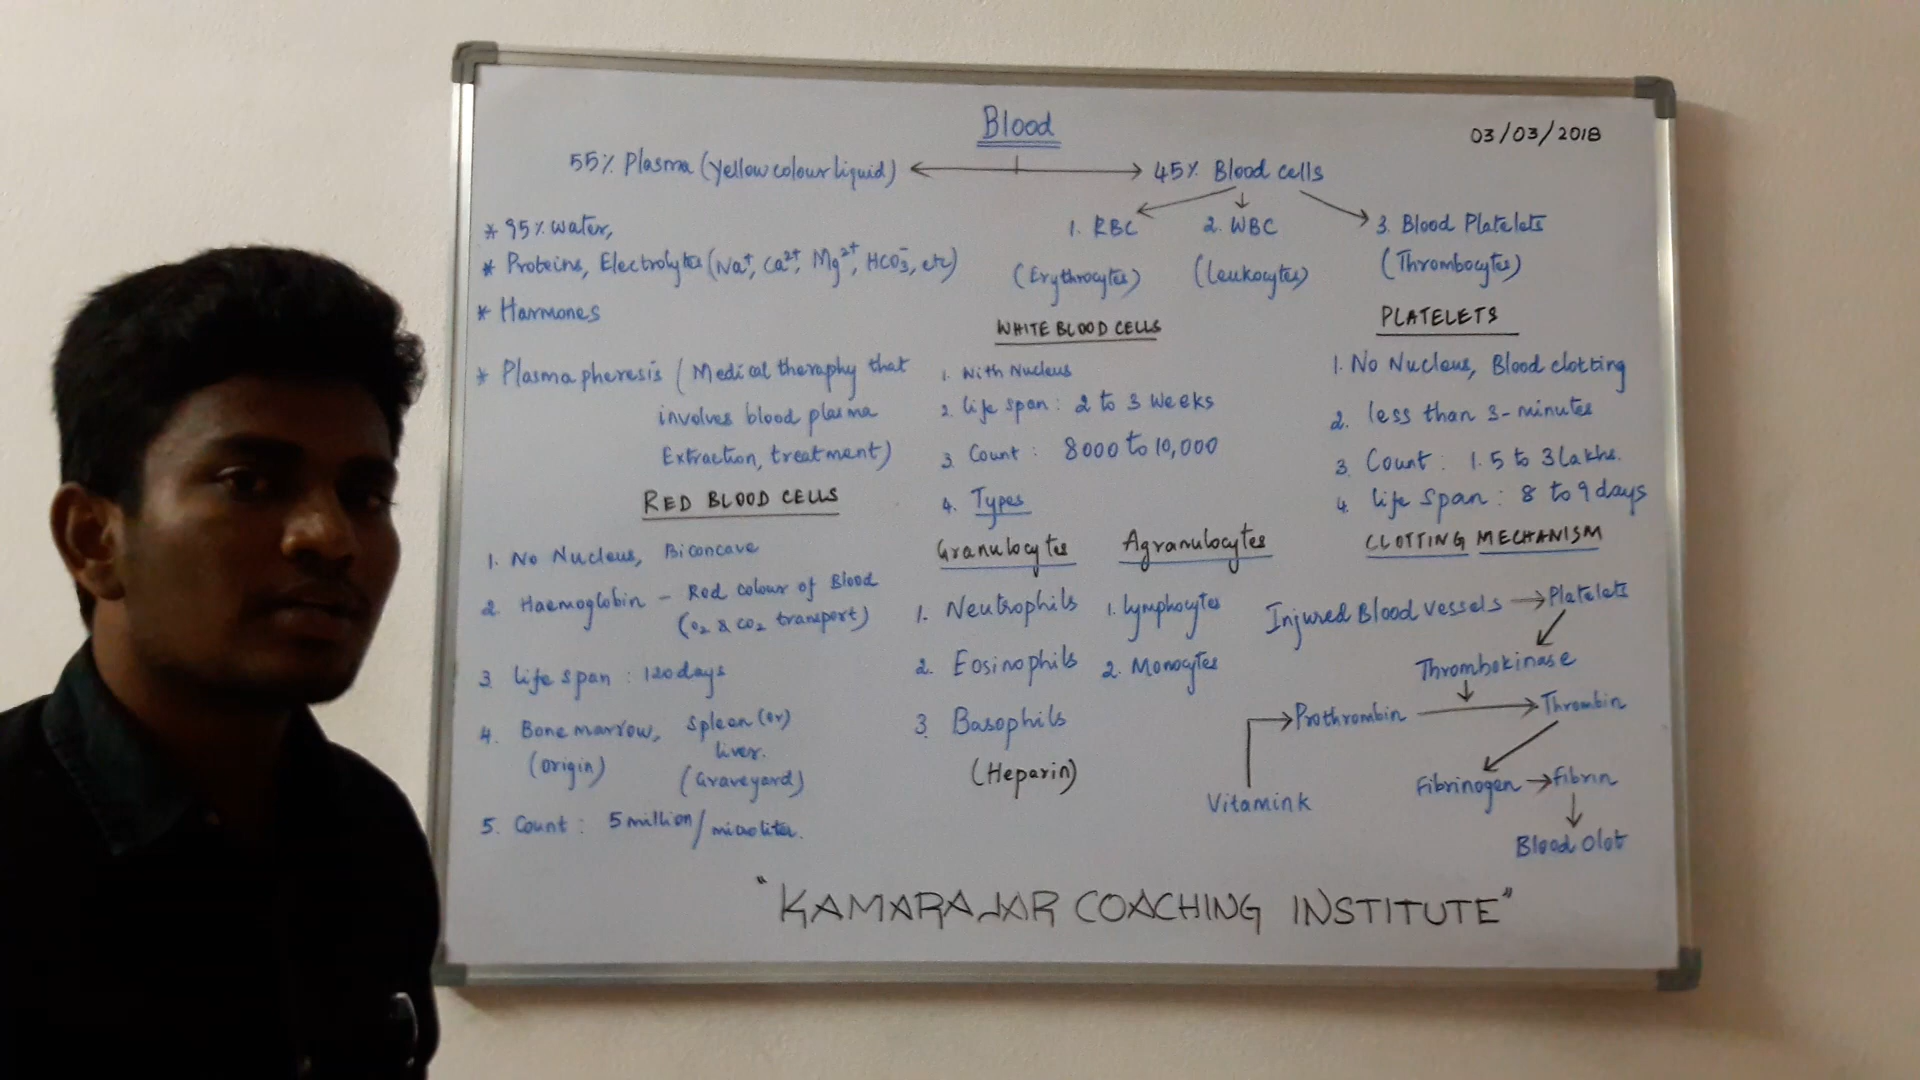 Blood
03/03/2018
55% Plasma (yellow colour liquid)
45% Blood cells
* 95% water,
* Proteins, Electrolytes (Na⁺, Ca²⁺, Mg²⁺, HCO₃⁻, etc)
* Harmones
* Plasma pheresis (Medical theraphy that
involves blood plasma
Extraction, treatment)
1. RBC
(Erythrocytes)
2. WBC
(leukocytes)
3. Blood Platelets
(Thrombocytes)
RED BLOOD CELLS
1. No Nucleus, Biconcave
2. Haemoglobin - Red colour of Blood
(O₂ & CO₂ transport)
3. life span : 120 days
4. Bone marrow, Spleen (or)
liver.
(origin) (Graveyard)
5. Count : 5 million / microliter.
WHITE BLOOD CELLS
1. With Nucleus
2. life span : 2 to 3 weeks
3. Count : 8000 to 10,000
4. Types
Granulocytes
1. Neutrophils
2. Eosinophils
3. Basophils
(Heparin)
Agranulocytes
1. lymphocytes
2. Monocytes
PLATELETS
1. No Nucleus, Blood clotting
2. less than 3-minutes
3. Count : 1.5 to 3 lakhs.
4. life span : 8 to 9 days
CLOTTING MECHANISM
Injured Blood vessels → Platelets
Thrombokinase
Prothrombin → Thrombin
Fibrinogen → fibrin
Vitamin K
Blood Clot
"KAMARAJAR COACHING INSTITUTE"